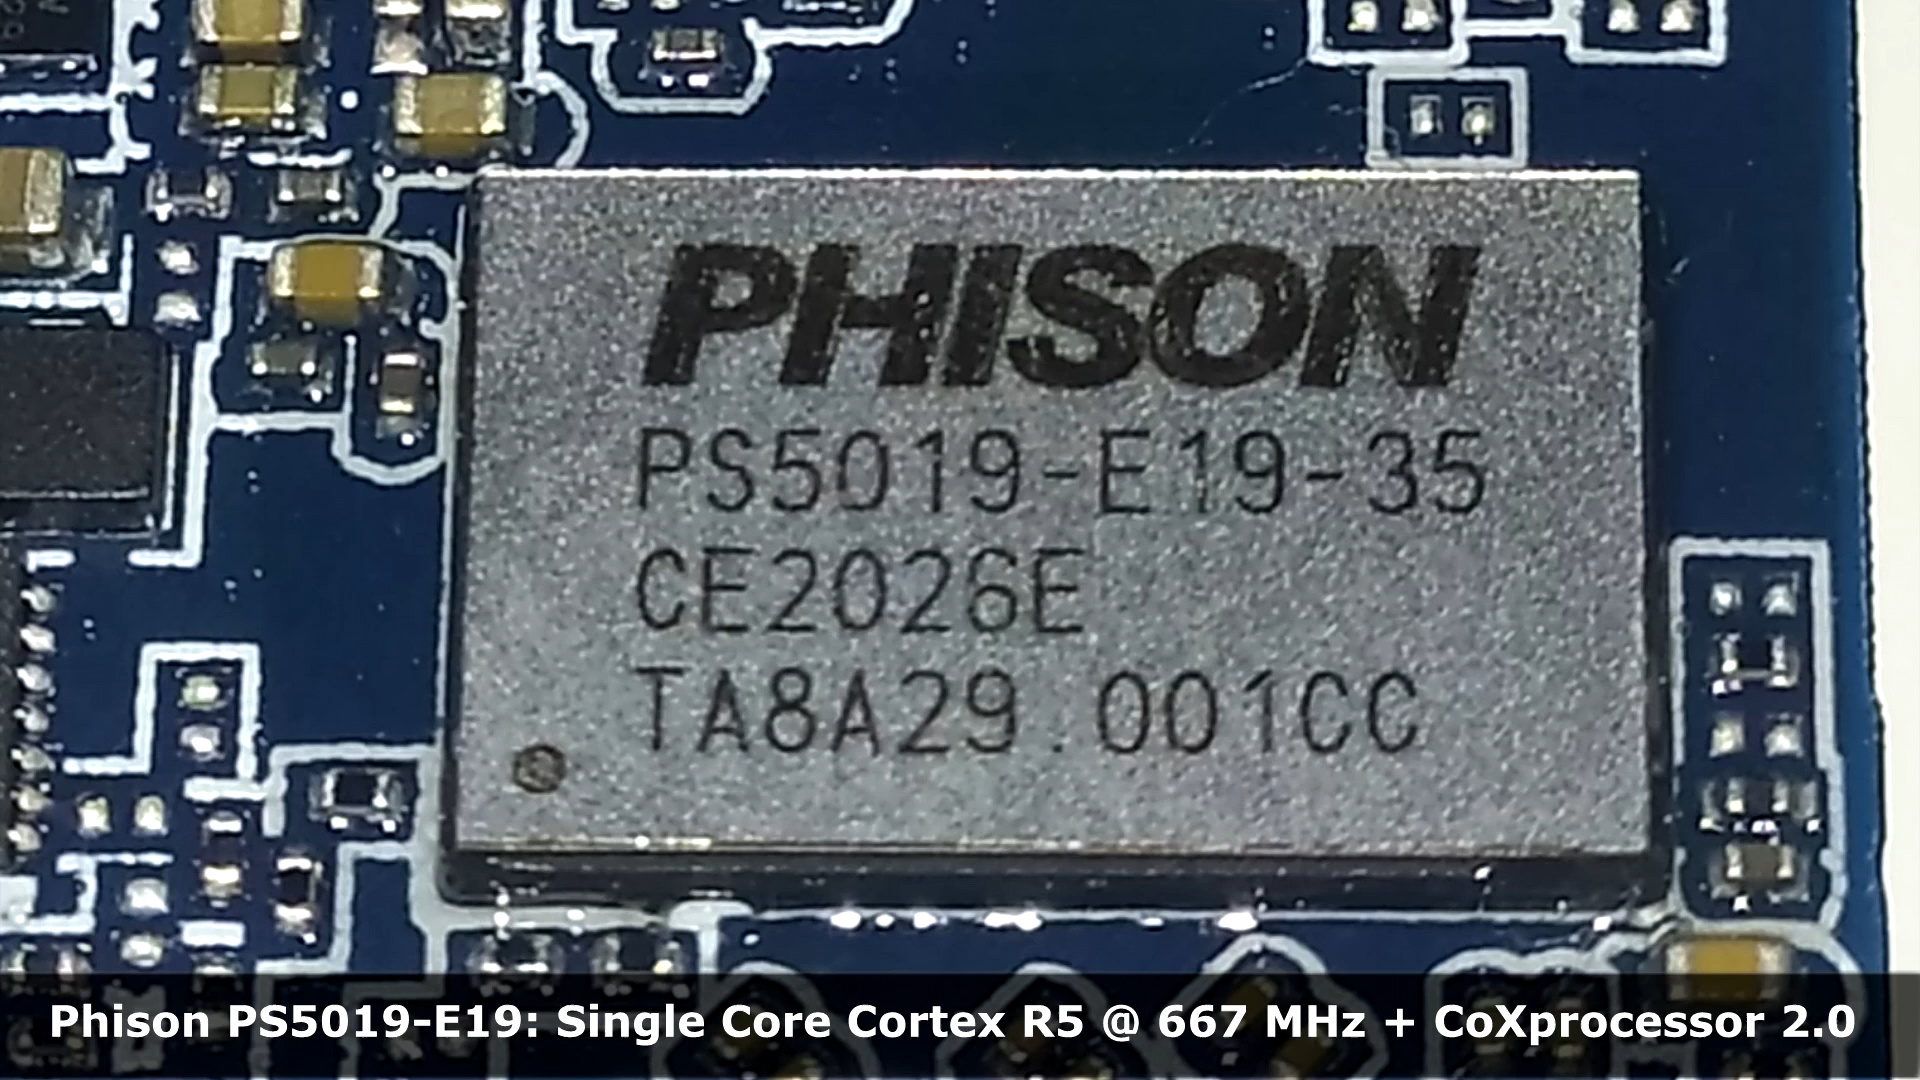 PHISON
PS5019-E19-35
CE2026E
TA8A29.001CC
Phison PS5019-E19: Single Core Cortex R5 @ 667 MHz + CoXprocessor 2.0